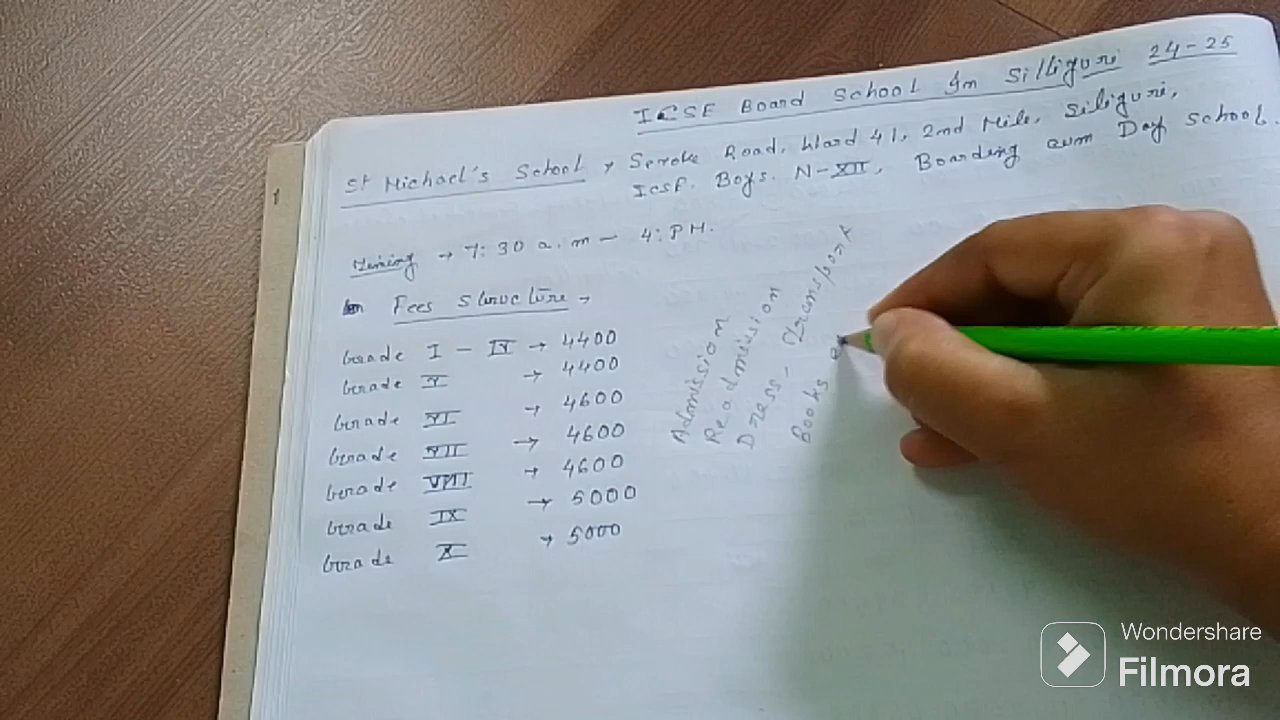 ICSE Board School In Silliguri 24-25
St Michael's School, Sevoke Road, Ward 41, 2nd Mile, Siliguri,
ICSE. Boys. N-XII, Boarding cum Day School.
Timing → 7:30 a.m - 4: PM.
Fees Structure →
Grade I - IV → 4400
Grade V → 4400
Grade VI → 4600
Grade VII → 4600
Grade VIII → 4600
Grade IX → 5000
Grade X → 5000
Admission
Readmission
Dress - Transport
Books
Wondershare
Filmora